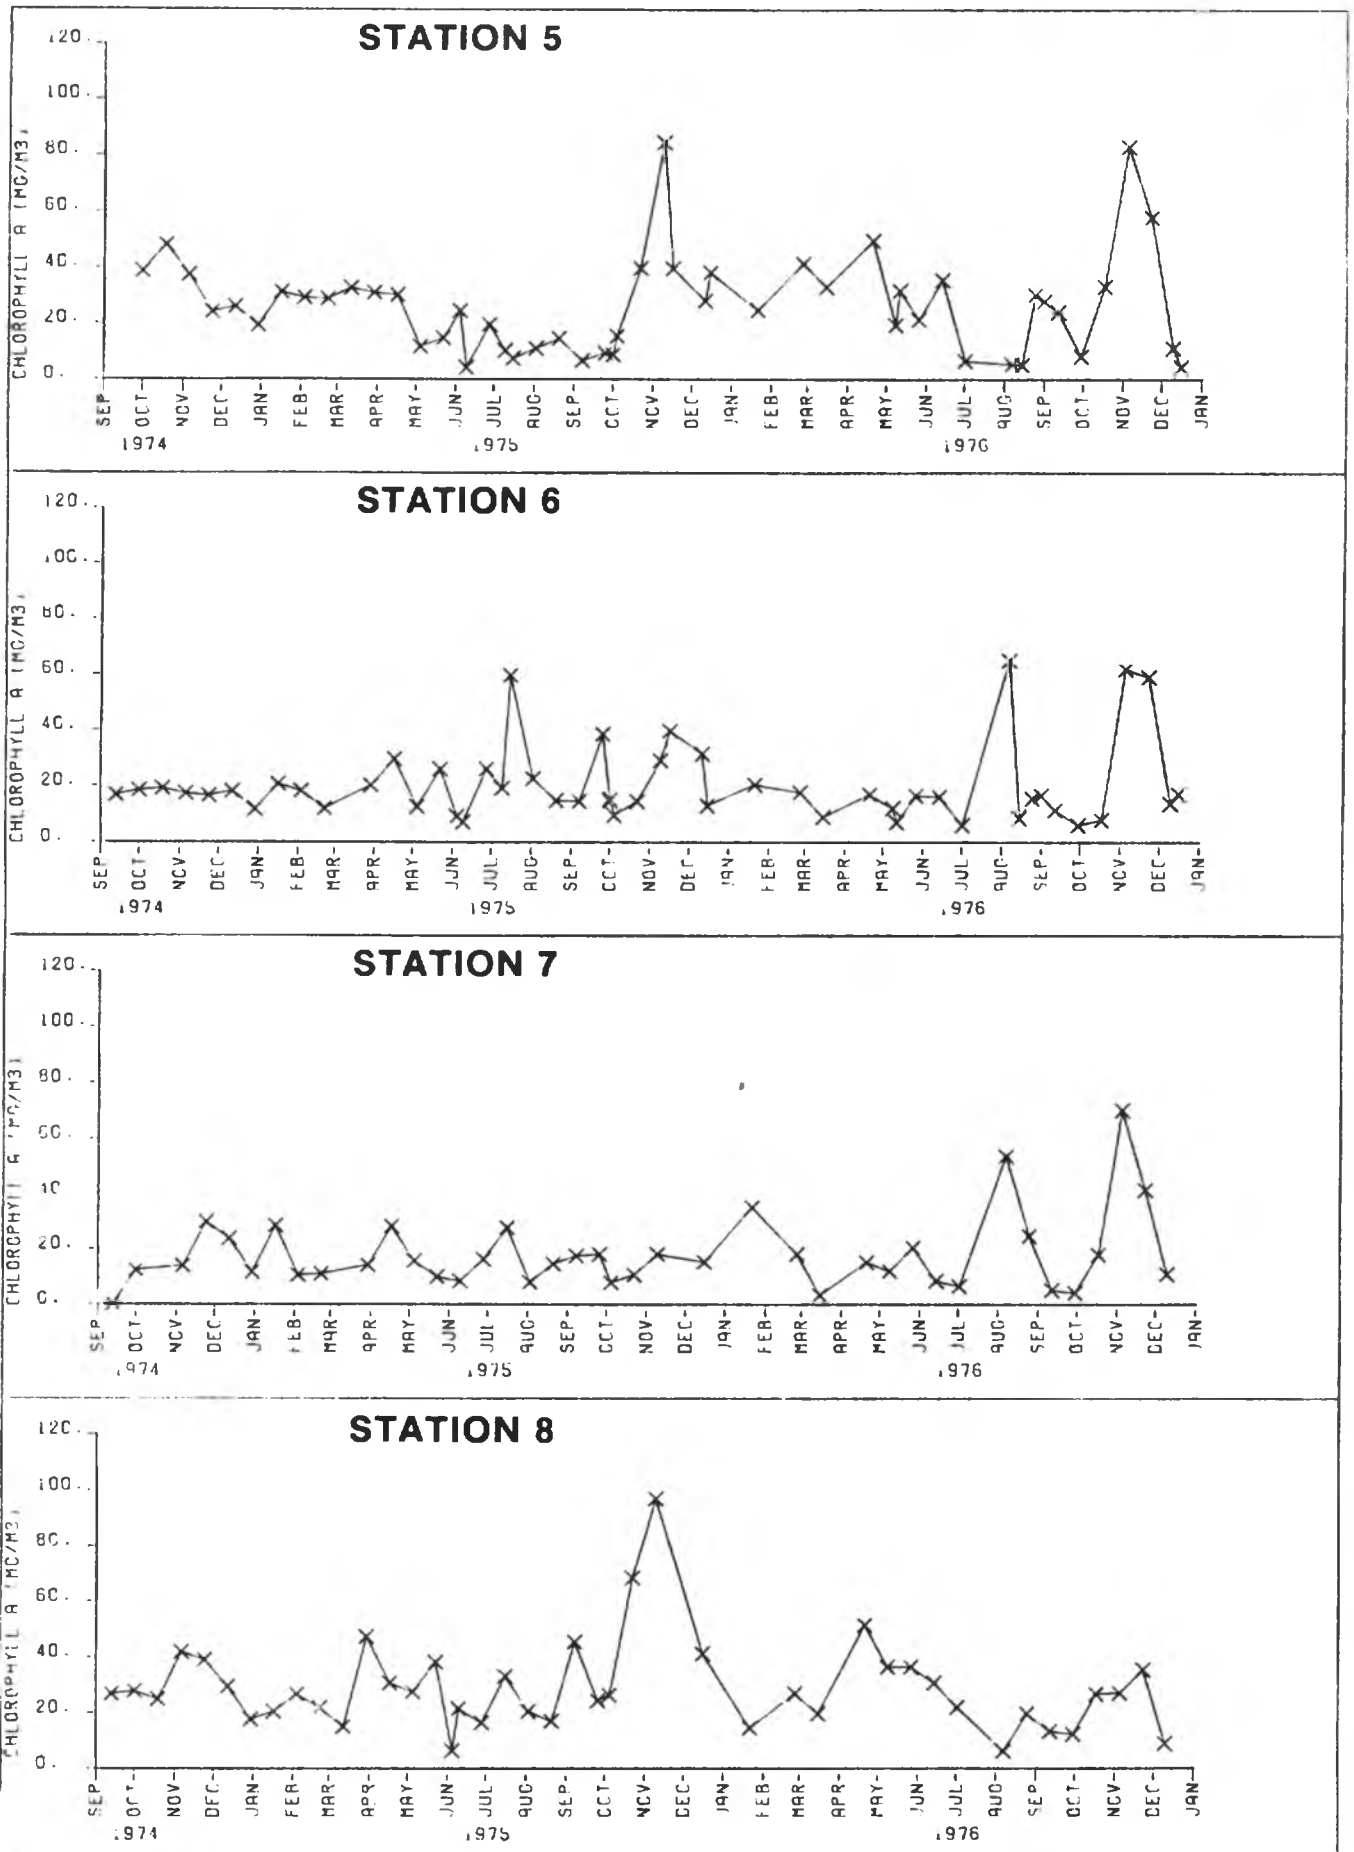 STATION 5
120.
100.
80.
60.
40.
20.
0.
CHLOROPHYLL A (MG/M3)
SEP OCT NOV DEC JAN FEB MAR APR MAY JUN JUL AUG SEP OCT NOV DEC JAN FEB MAR APR MAY JUN JUL AUG SEP OCT NOV DEC JAN
1974 1975 1976
STATION 6
120.
100.
80.
60.
40.
20.
0.
CHLOROPHYLL A (MG/M3)
SEP OCT NOV DEC JAN FEB MAR APR MAY JUN JUL AUG SEP OCT NOV DEC JAN FEB MAR APR MAY JUN JUL AUG SEP OCT NOV DEC JAN
1974 1975 1976
STATION 7
120.
100.
80.
60.
40
20.
0.
CHLOROPHYLL A (MG/M3)
SEP OCT NOV DEC JAN FEB MAR APR MAY JUN JUL AUG SEP OCT NOV DEC JAN FEB MAR APR MAY JUN JUL AUG SEP OCT NOV DEC JAN
1974 1975 1976
STATION 8
120.
100.
80.
60.
40.
20.
0.
CHLOROPHYLL A (MG/M3)
SEP OCT NOV DEC JAN FEB MAR APR MAY JUN JUL AUG SEP OCT NOV DEC JAN FEB MAR APR MAY JUN JUL AUG SEP OCT NOV DEC JAN
1974 1975 1976